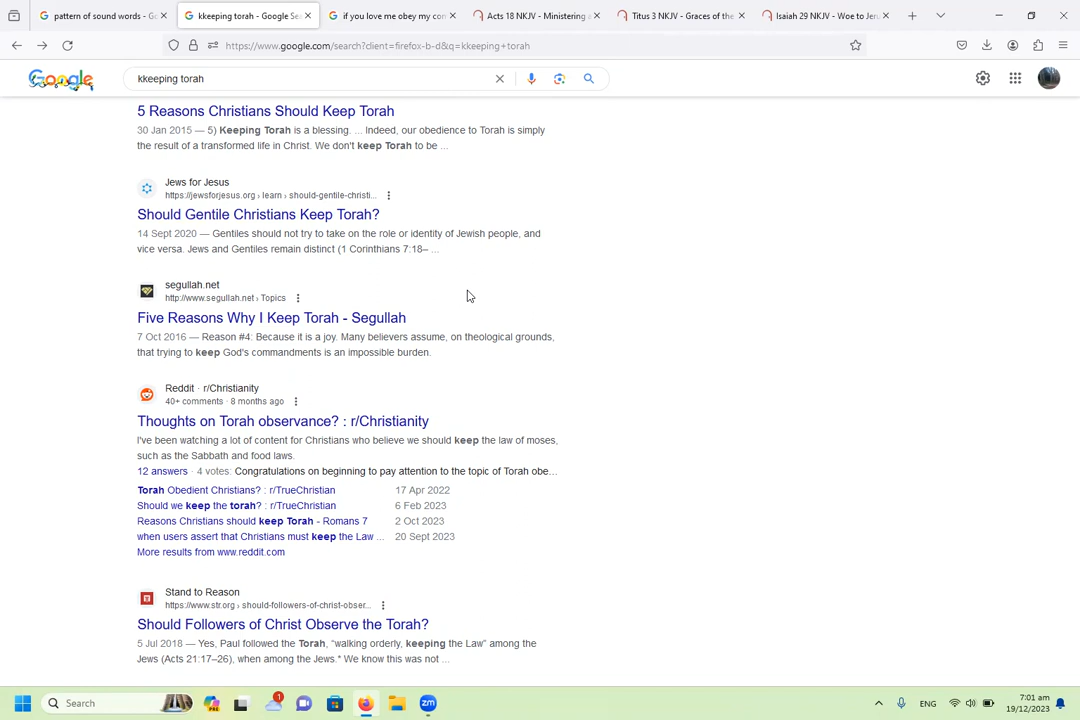 pattern of sound words - Go
kkeeping torah - Google Sea
if you love me obey my con
Acts 18 NKJV - Ministering i
Titus 3 NKJV - Graces of the
Isaiah 29 NKJV - Woe to Jeru
https://www.google.com/search?client=firefox-b-d&q=kkeeping+torah
Google
kkeeping torah
5 Reasons Christians Should Keep Torah
30 Jan 2015 — 5) Keeping Torah is a blessing. ... Indeed, our obedience to Torah is simply
the result of a transformed life in Christ. We don't keep Torah to be ...
Jews for Jesus
https://jewsforjesus.org › learn › should-gentile-christi...
Should Gentile Christians Keep Torah?
14 Sept 2020 — Gentiles should not try to take on the role or identity of Jewish people, and
vice versa. Jews and Gentiles remain distinct (1 Corinthians 7:18– ...
segullah.net
http://www.segullah.net › Topics
Five Reasons Why I Keep Torah - Segullah
7 Oct 2016 — Reason #4: Because it is a joy. Many believers assume, on theological grounds,
that trying to keep God's commandments is an impossible burden.
Reddit · r/Christianity
40+ comments · 8 months ago
Thoughts on Torah observance? : r/Christianity
I've been watching a lot of content for Christians who believe we should keep the law of moses,
such as the Sabbath and food laws.
12 answers · 4 votes: Congratulations on beginning to pay attention to the topic of Torah obe...
Torah Obedient Christians? : r/TrueChristian 17 Apr 2022
Should we keep the torah? : r/TrueChristian 6 Feb 2023
Reasons Christians should keep Torah - Romans 7 2 Oct 2023
when users assert that Christians must keep the Law ... 20 Sept 2023
More results from www.reddit.com
Stand to Reason
https://www.str.org › should-followers-of-christ-obser...
Should Followers of Christ Observe the Torah?
5 Jul 2018 — Yes, Paul followed the Torah, “walking orderly, keeping the Law” among the
Jews (Acts 21:17–26), when among the Jews.* We know this was not ...
Search
PRE
1
zm
ENG
7:01 am
19/12/2023